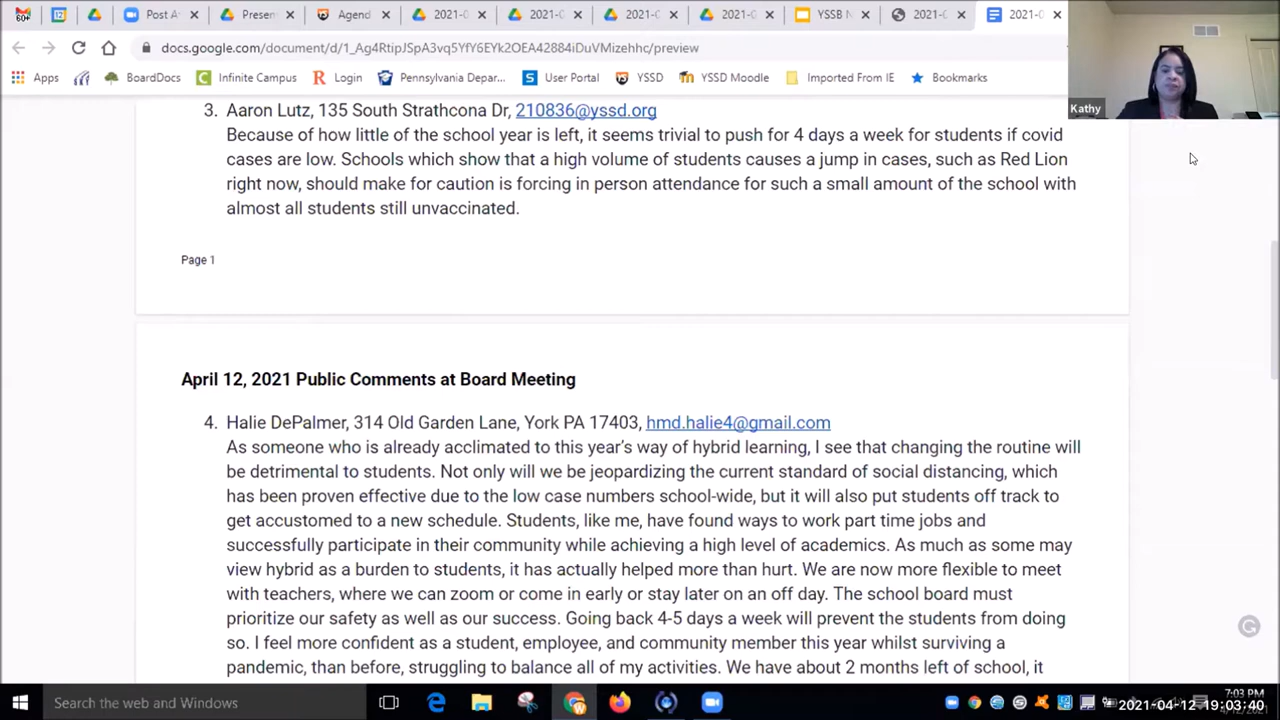 Post A
Presen
Agend
2021-0
2021-0
2021-0
2021-0
YSSB N
2021-0
2021-0
docs.google.com/document/d/1_Ag4RtipJSpA3vq5YfY6EYk2OEA42884iDuVMizehhc/preview
Apps
BoardDocs
Infinite Campus
Login
Pennsylvania Depar...
User Portal
YSSD
YSSD Moodle
Imported From IE
Bookmarks
Kathy
3. Aaron Lutz, 135 South Strathcona Dr, 210836@yssd.org
Because of how little of the school year is left, it seems trivial to push for 4 days a week for students if covid
cases are low. Schools which show that a high volume of students causes a jump in cases, such as Red Lion
right now, should make for caution is forcing in person attendance for such a small amount of the school with
almost all students still unvaccinated.
Page 1
April 12, 2021 Public Comments at Board Meeting
4. Halie DePalmer, 314 Old Garden Lane, York PA 17403, hmd.halie4@gmail.com
As someone who is already acclimated to this year's way of hybrid learning, I see that changing the routine will
be detrimental to students. Not only will we be jeopardizing the current standard of social distancing, which
has been proven effective due to the low case numbers school-wide, but it will also put students off track to
get accustomed to a new schedule. Students, like me, have found ways to work part time jobs and
successfully participate in their community while achieving a high level of academics. As much as some may
view hybrid as a burden to students, it has actually helped more than hurt. We are now more flexible to meet
with teachers, where we can zoom or come in early or stay later on an off day. The school board must
prioritize our safety as well as our success. Going back 4-5 days a week will prevent the students from doing
so. I feel more confident as a student, employee, and community member this year whilst surviving a
pandemic, than before, struggling to balance all of my activities. We have about 2 months left of school, it
Search the web and Windows
7:03 PM
2021-04-12 19:03:40